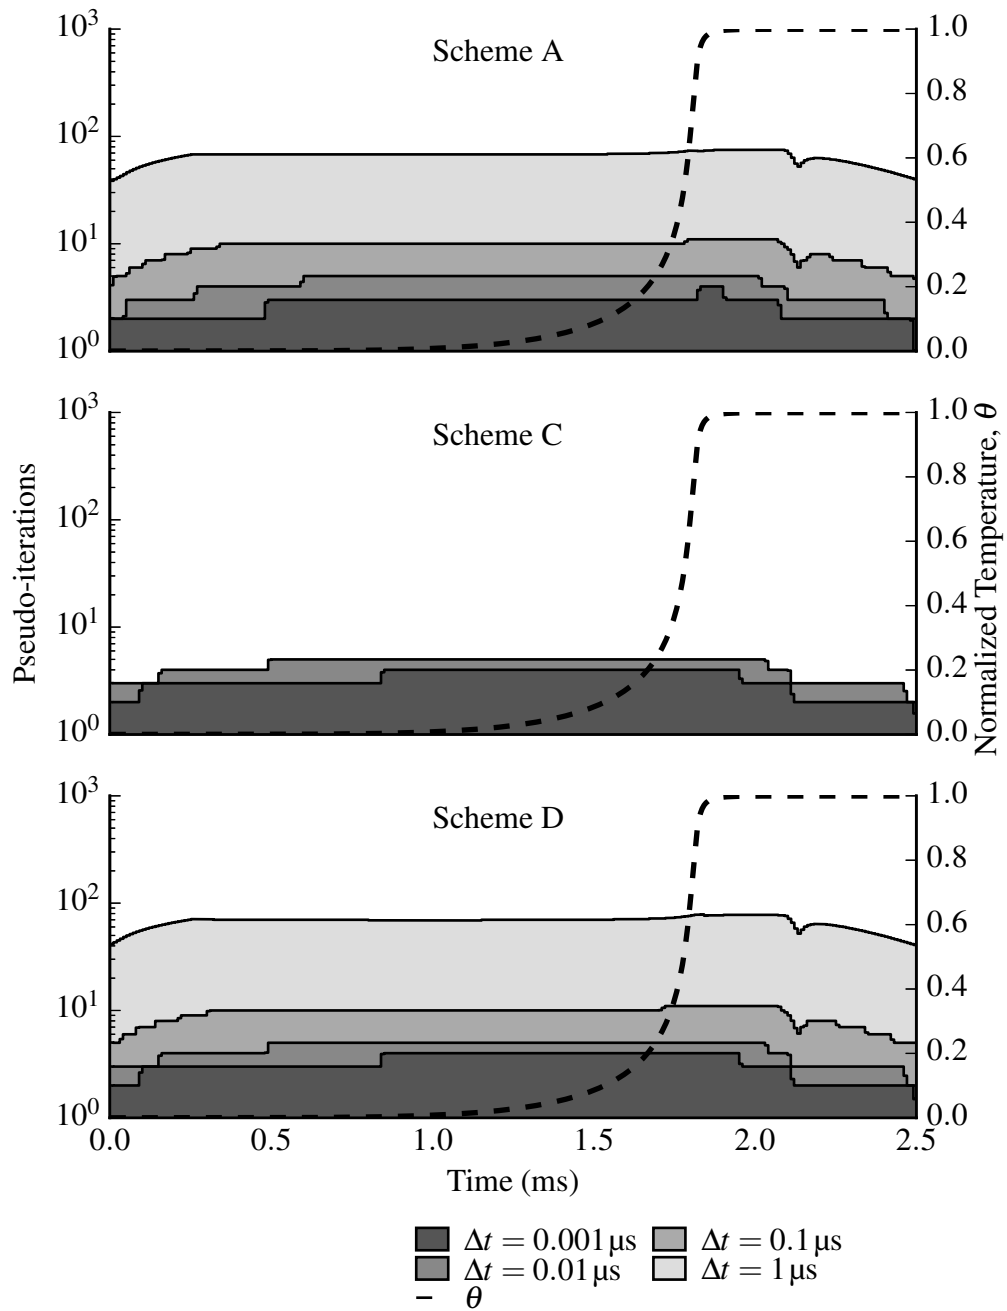 10^3 1.0
Scheme A
0.8
10^2
0.6
0.4
10^1
0.2
10^0 0.0
10^3 1.0
Scheme C
0.8
10^2
0.6
0.4
10^1
0.2
10^0 0.0
Pseudo-iterations
Normalized Temperature, θ
10^3 1.0
Scheme D
0.8
10^2
0.6
0.4
10^1
0.2
10^0 0.0
0.0 0.5 1.0 1.5 2.0 2.5
Time (ms)
Δt = 0.001 μs Δt = 0.1 μs
Δt = 0.01 μs Δt = 1 μs
θ